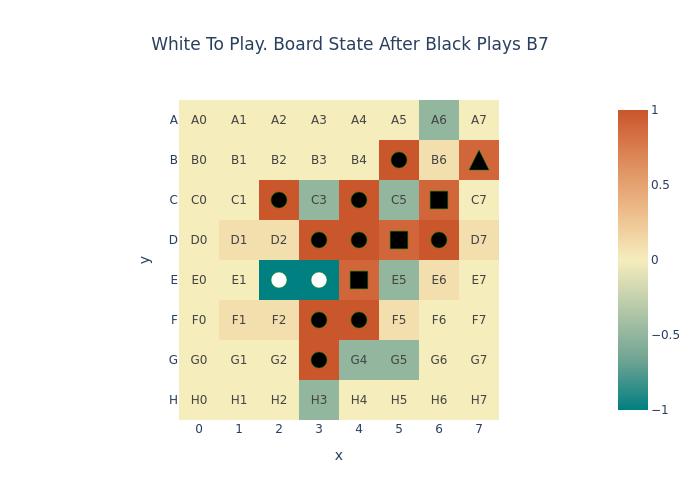 White To Play. Board State After Black Plays B7
A A0 A1 A2 A3 A4 A5 A6 A7
B B0 B1 B2 B3 B4 B6
C C0 C1 C3 C5 C7
D D0 D1 D2 D7
E E0 E1 E5 E6 E7
F F0 F1 F2 F5 F6 F7
G G0 G1 G2 G4 G5 G6 G7
H H0 H1 H2 H3 H4 H5 H6 H7
0 1 2 3 4 5 6 7
x
y
1
0.5
0
−0.5
−1